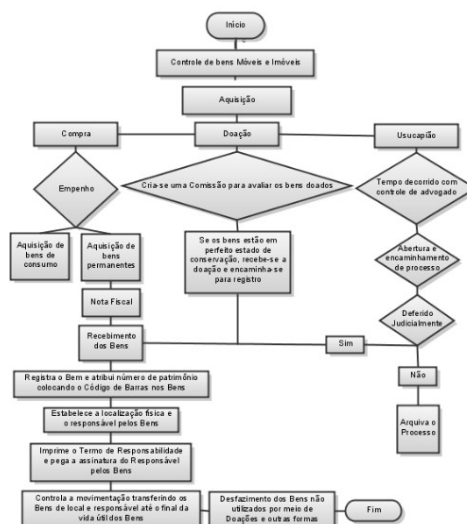 Início
Controle de bens Móveis e Imóveis
Aquisição
Compra
Doação
Usucapião
Empenho
Cria-se uma Comissão para avaliar os bens doados
Tempo decorrido com
controle de advogado
Aquisição de
bens de
consumo
Aquisição de
bens
permanentes
Se os bens estão em
perfeito estado de
conservação, recebe-se a
doação e encaminha-se
para registro
Abertura e
encaminhamento
de processo
Nota Fiscal
Deferido
Judicialmente
Recebimento
dos Bens
Sim
Não
Registra o Bem e atribui número de patrimônio
colocando o Código de Barras nos Bens
Estabelece a localização física e
o responsável pelos Bens
Arquiva o
Processo
Imprime o Termo de Responsabilidade
e pega a assinatura do Responsável
pelos Bens
Controla a movimentação transferindo os
Bens de local e responsável até o final da
vida útil dos Bens
Desfazimento dos Bens não
utilizados por meio de
Doações e outras formas
Fim